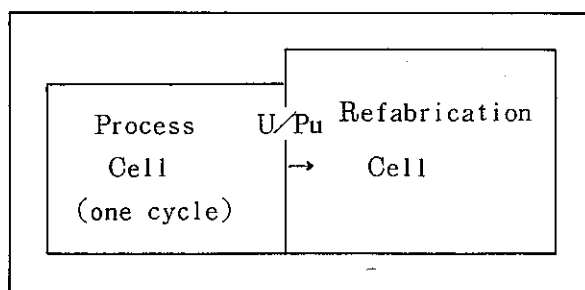 Process
Cell
(one cycle)
U/Pu
→
Refabrication
Cell